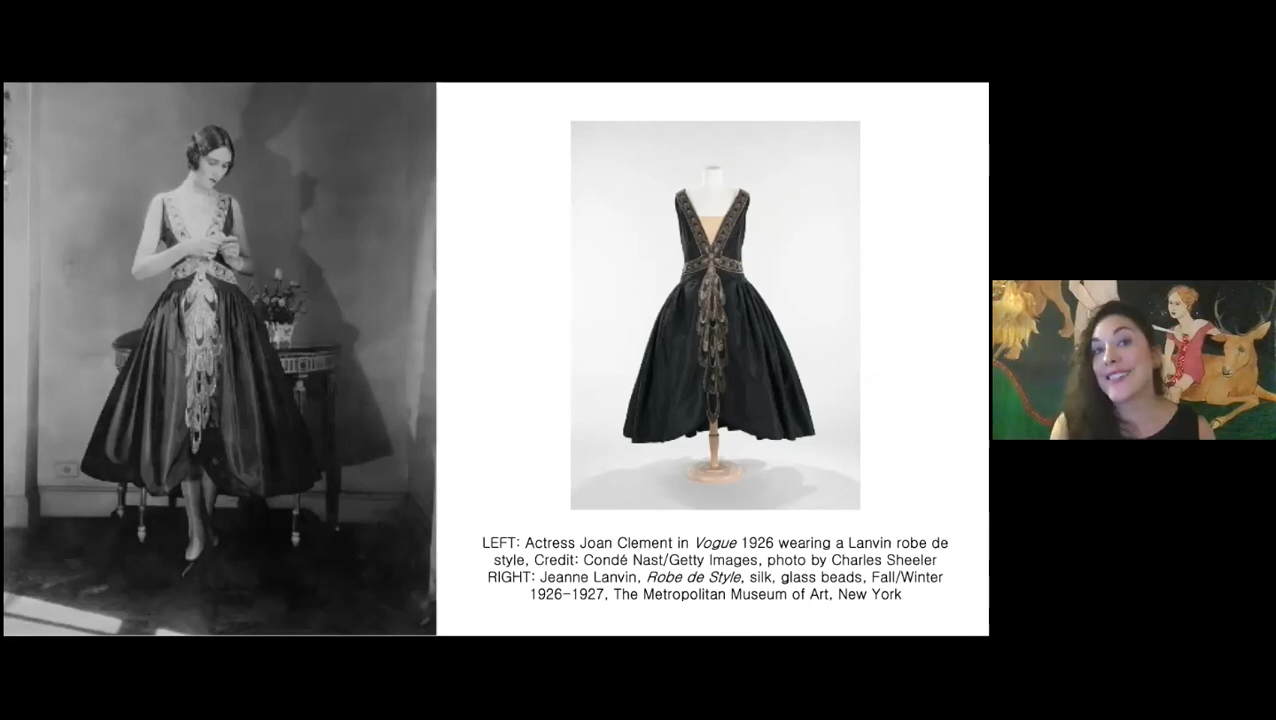 LEFT: Actress Joan Clement in Vogue 1926 wearing a Lanvin robe de
style, Credit: Condé Nast/Getty Images, photo by Charles Sheeler
RIGHT: Jeanne Lanvin, Robe de Style, silk, glass beads, Fall/Winter
1926-1927, The Metropolitan Museum of Art, New York